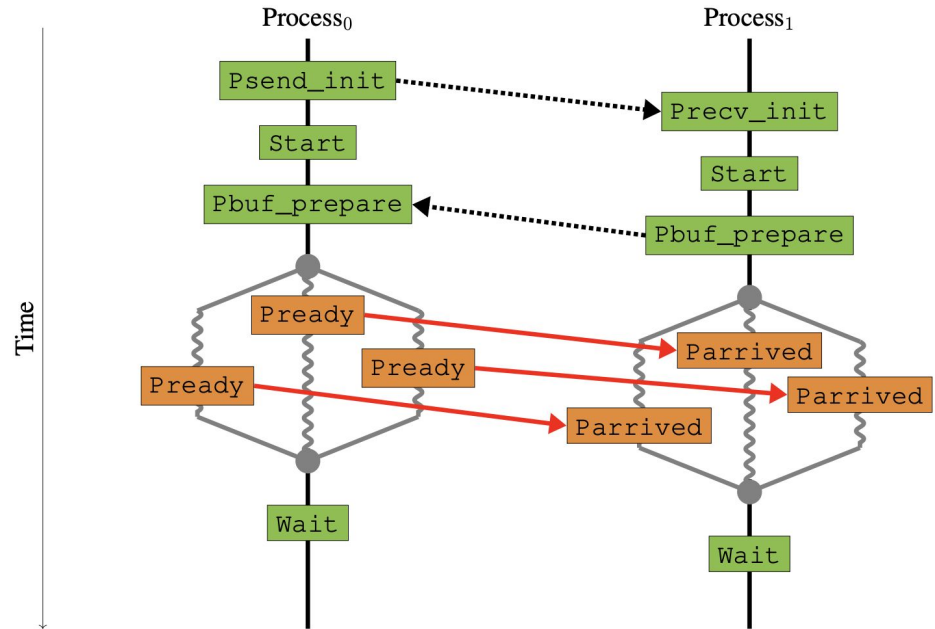 Process0
Process1
Psend_init
Precv_init
Start
Start
Pbuf_prepare
Pbuf_prepare
Time
Pready
Parrived
Pready
Parrived
Pready
Parrived
Wait
Wait